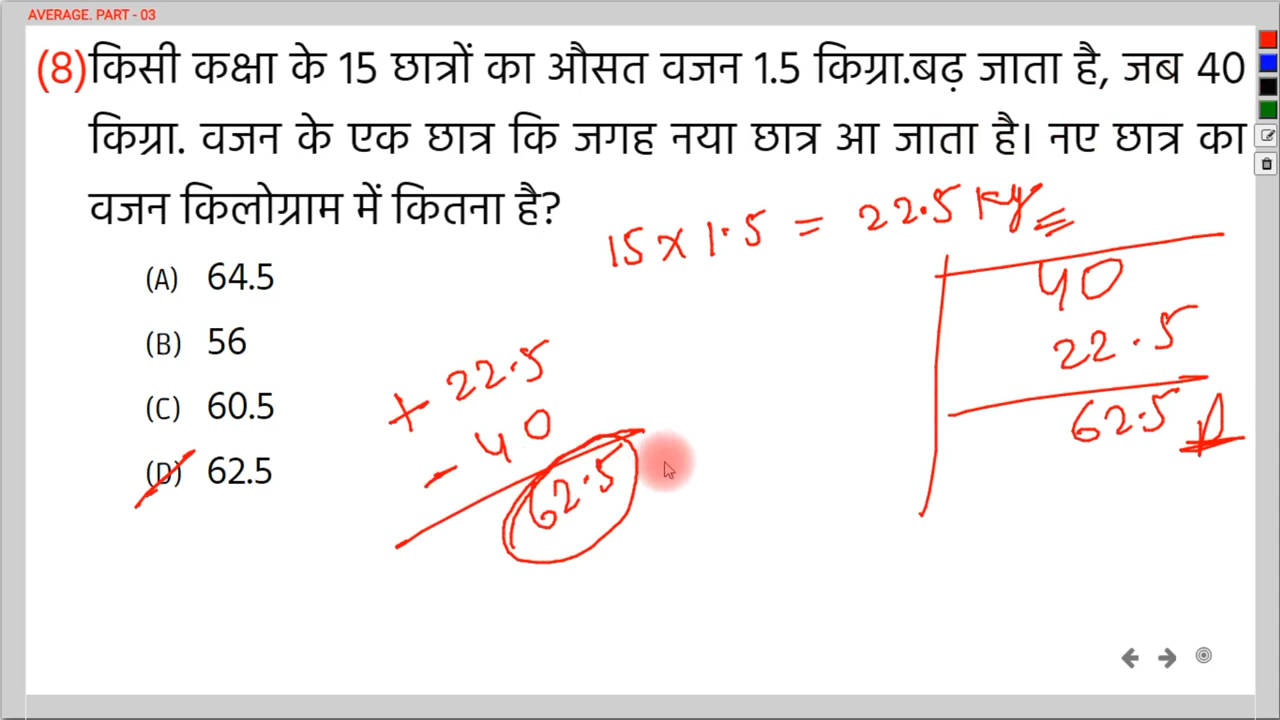 AVERAGE. PART - 03
(8) किसी कक्षा के 15 छात्रों का औसत वजन 1.5 किग्रा.बढ़ जाता है, जब 40
किग्रा. वजन के एक छात्र कि जगह नया छात्र आ जाता है। नए छात्र का
वजन किलोग्राम में कितना है?
15 x 1.5 = 22.5 Kg
(A) 64.5
(B) 56
(C) 60.5
(D) 62.5
+ 22.5
- 40
62.5
40
22.5
62.5